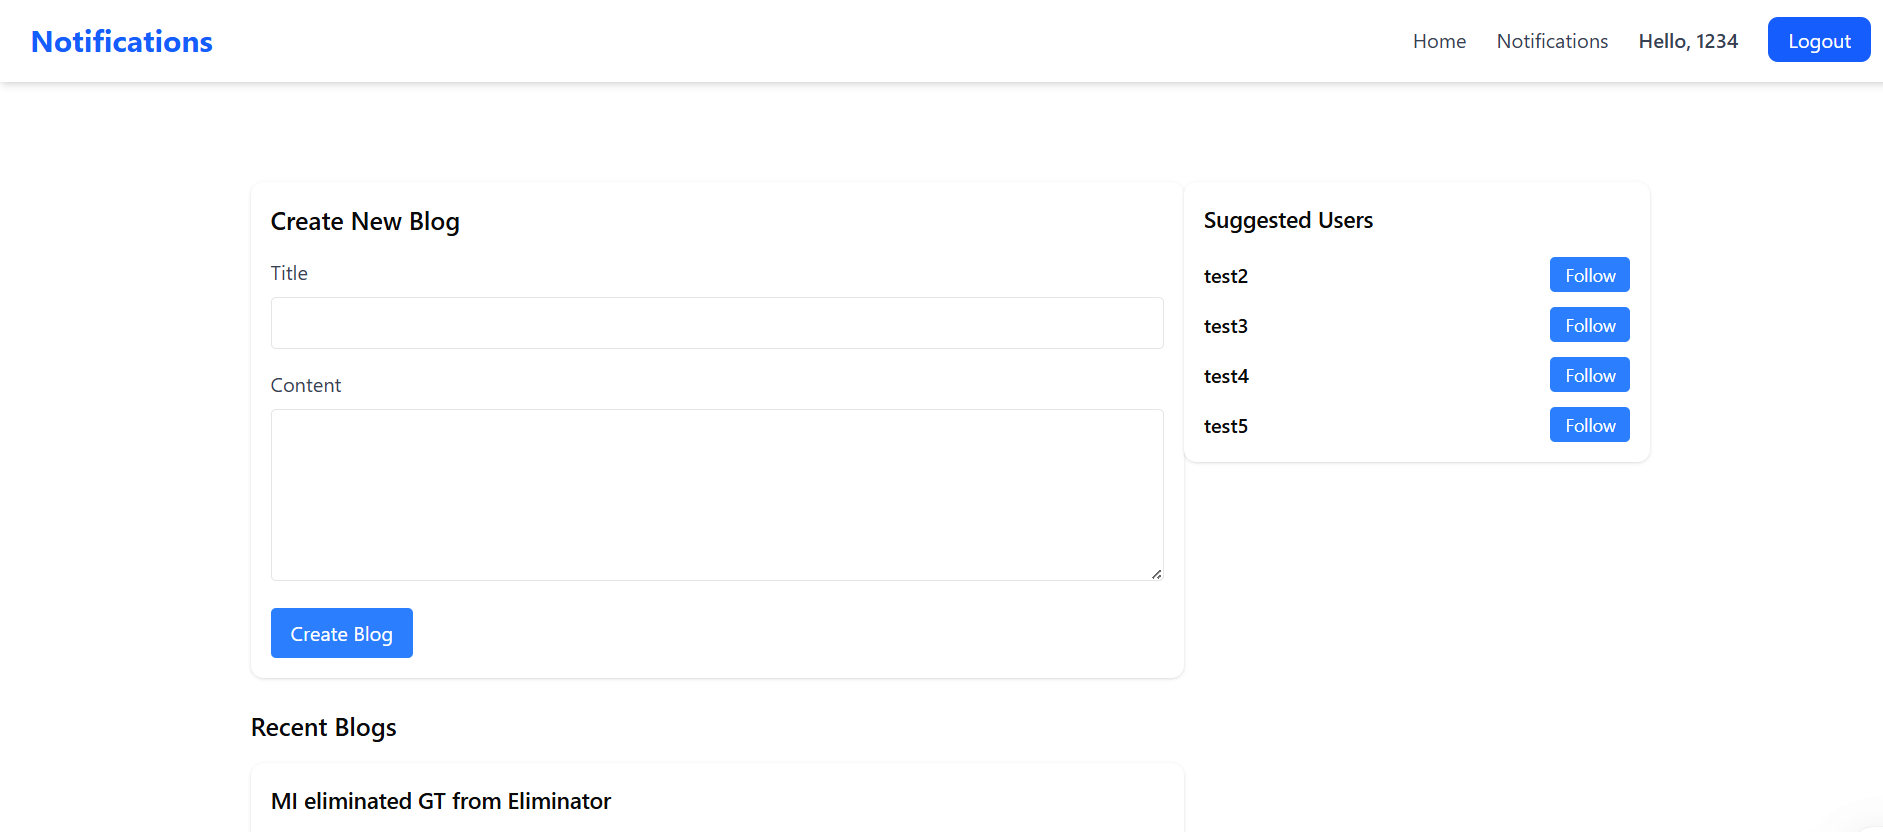 Notifications
Home
Notifications
Hello, 1234
Logout
Create New Blog
Title
Content
Create Blog
Suggested Users
test2
Follow
test3
Follow
test4
Follow
test5
Follow
Recent Blogs
MI eliminated GT from Eliminator